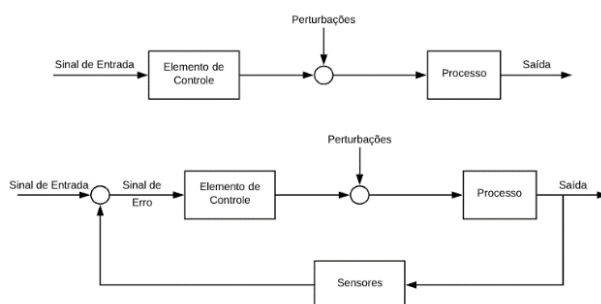 Perturbações
Sinal de Entrada
Elemento de
Controle
Processo
Saída
Perturbações
Sinal de Entrada
Sinal de
Erro
Elemento de
Controle
Processo
Saída
Sensores